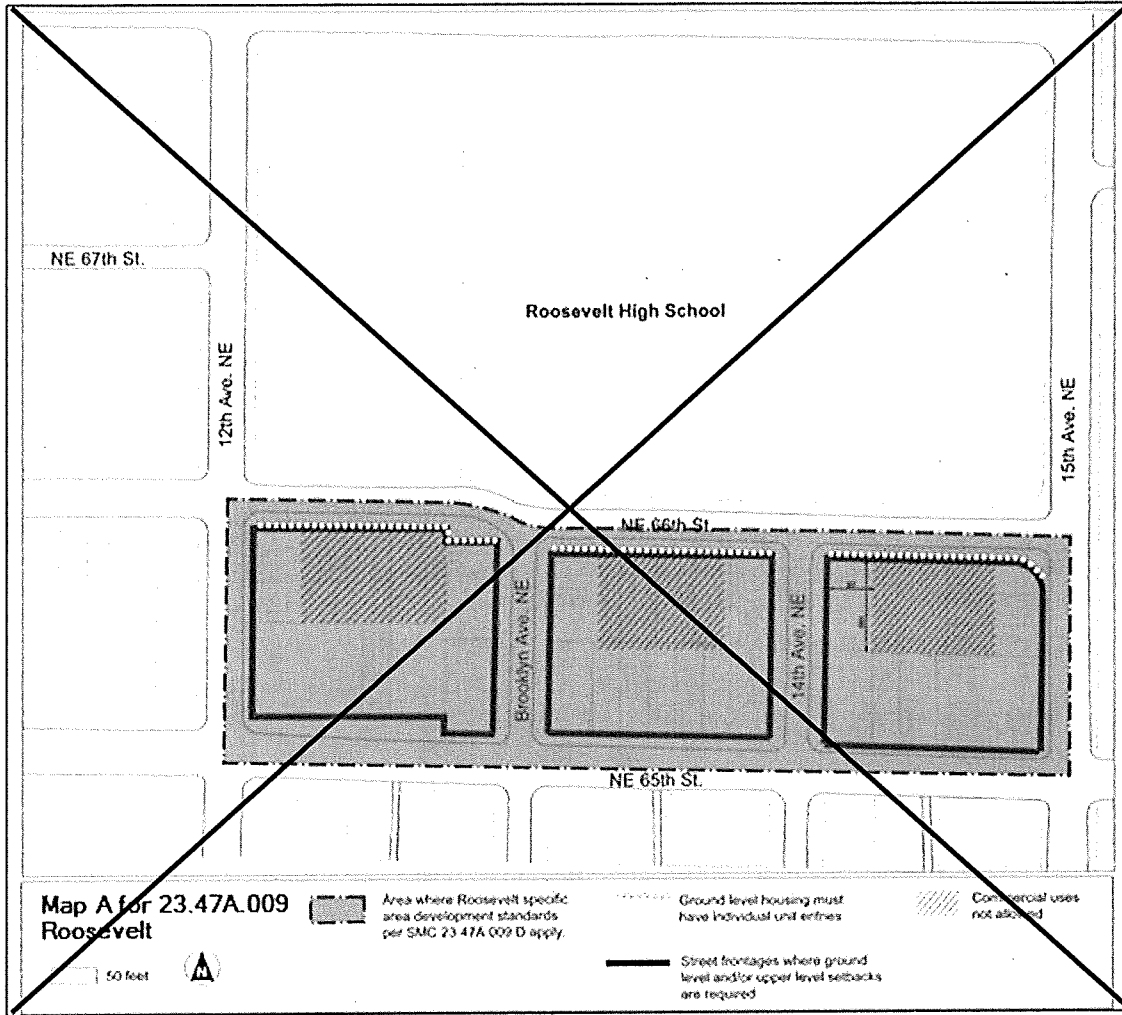 NE 67th St.
Roosevelt High School
12th Ave. NE
15th Ave. NE
NE 66th St.
Brooklyn Ave. NE
14th Ave. NE
NE 65th St.
Map A for 23.47A.009
Roosevelt
50 feet
N
Area where Roosevelt specific
area development standards
per SMC 23.47A.009 D apply.
Ground level housing must
have individual unit entries
Street frontages where ground
level and/or upper level setbacks
are required
Commercial uses
not allowed